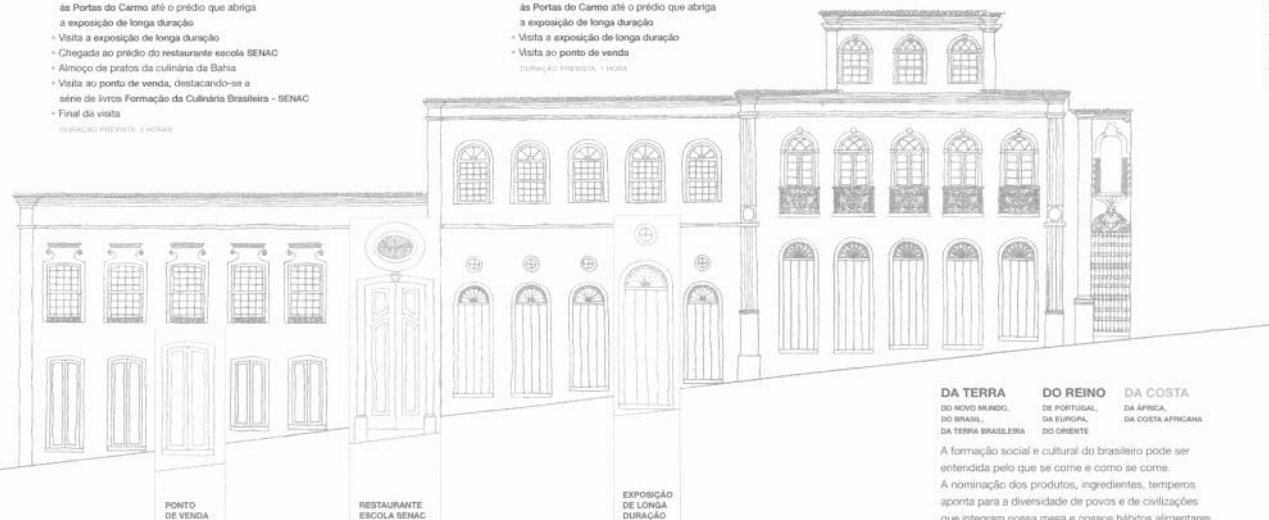 às Portas do Carmo até o prédio que abriga
a exposição de longa duração
• Visita a exposição de longa duração
• Chegada ao prédio do restaurante escola SENAC
• Almoço de pratos da culinária da Bahia
• Visita ao ponto de venda, destacando-se a
série de livros Formação da Culinária Brasileira - SENAC
• Final da visita
DURAÇÃO PREVISTA: 2 HORAS
às Portas do Carmo até o prédio que abriga
a exposição de longa duração
• Visita a exposição de longa duração
• Visita ao ponto de venda
DURAÇÃO PREVISTA: 1 HORA
PONTO
DE VENDA
RESTAURANTE
ESCOLA SENAC
EXPOSIÇÃO
DE LONGA
DURAÇÃO
DA TERRA
DO NOVO MUNDO,
DO BRASIL,
DA TERRA BRASILEIRA
DO REINO
DE PORTUGAL,
DA EUROPA,
DO ORIENTE
DA COSTA
DA ÁFRICA,
DA COSTA AFRICANA
A formação social e cultural do brasileiro pode ser
entendida pelo que se come e como se come.
A nominação dos produtos, ingredientes, temperos
aponta para a diversidade de povos e de civilizações
que integram nossa mesa e nossos hábitos alimentares